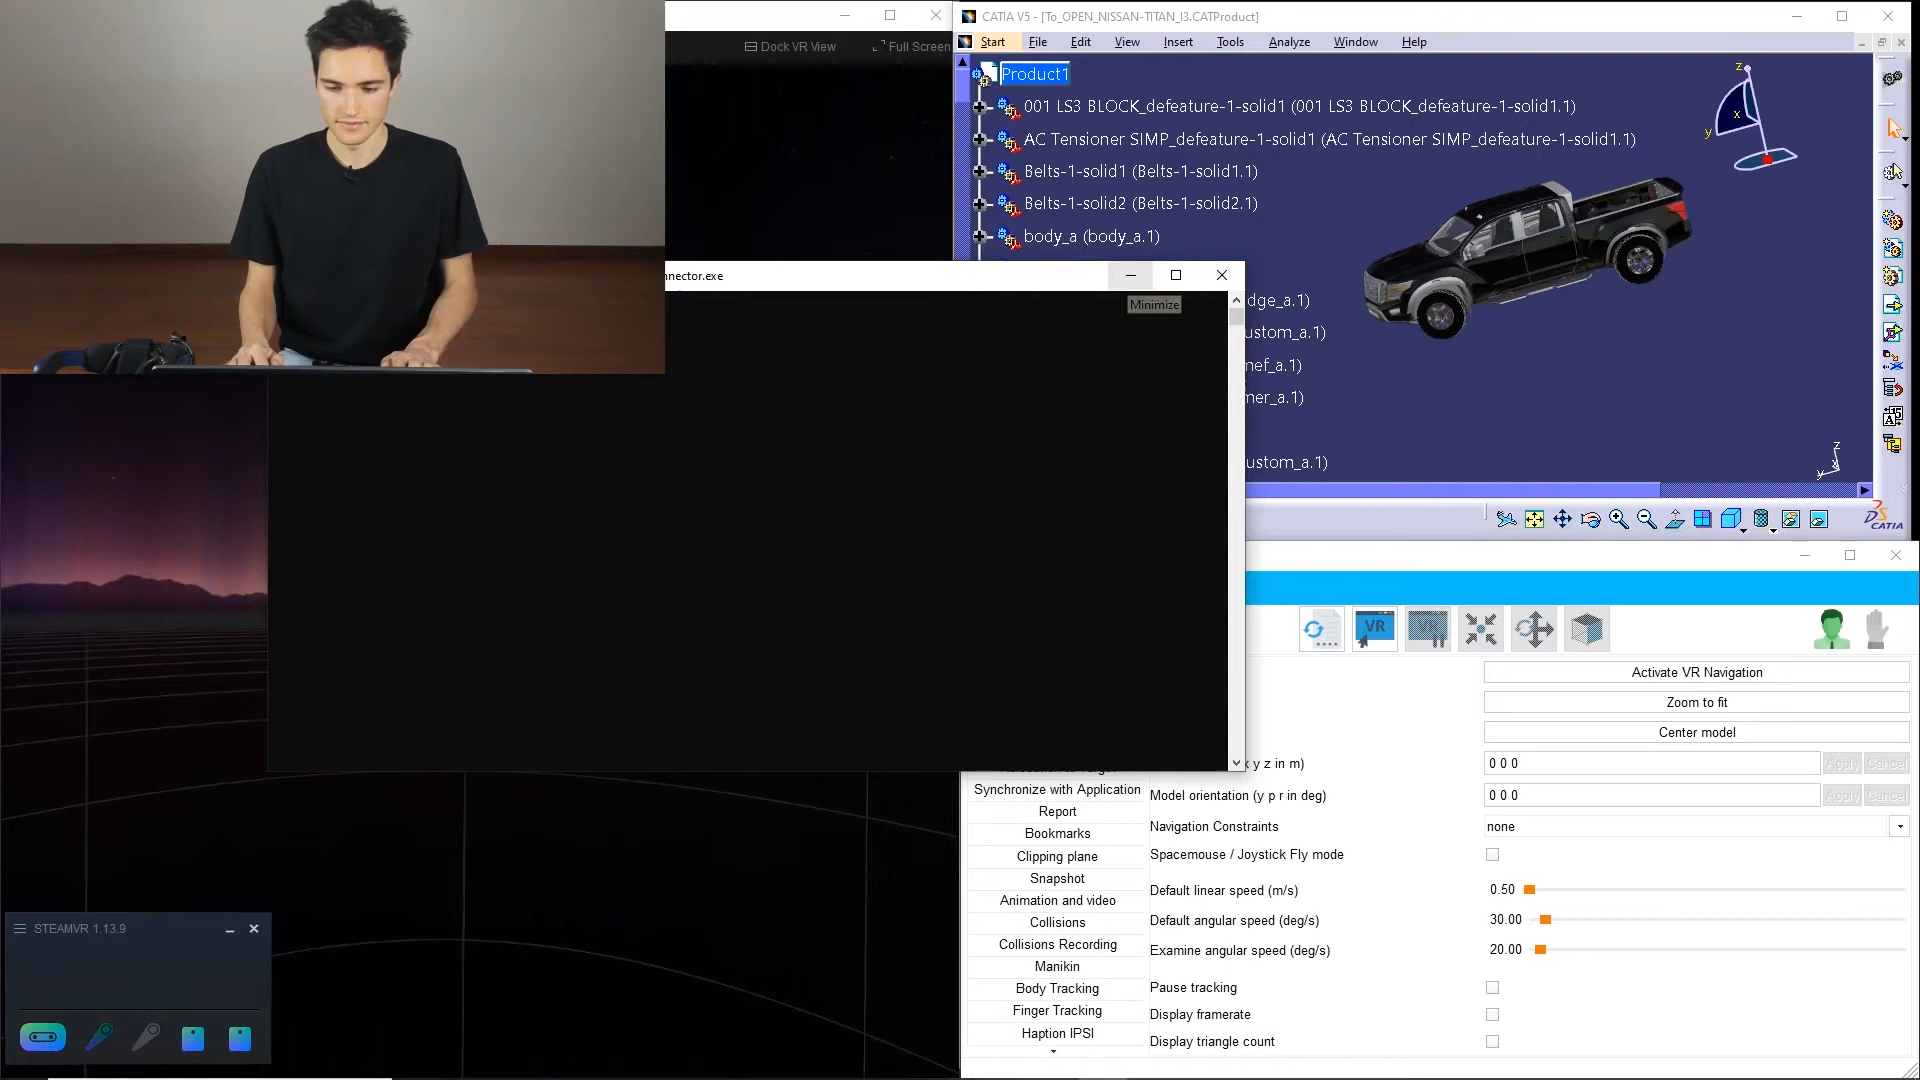 Dock VR View
Full Screen
CATIA V5 - [To_OPEN_NISSAN-TITAN_I3.CATProduct]
Start File Edit View Insert Tools Analyze Window Help
Product1
001 LS3 BLOCK_defeature-1-solid1 (001 LS3 BLOCK_defeature-1-solid1.1)
AC Tensioner SIMP_defeature-1-solid1 (AC Tensioner SIMP_defeature-1-solid1.1)
Belts-1-solid1 (Belts-1-solid1.1)
Belts-1-solid2 (Belts-1-solid2.1)
body_a (body_a.1)
dge_a.1)
ustom_a.1)
nef_a.1)
mer_a.1)
ustom_a.1)
z
x
y
z
x
y
CATIA
nnector.exe
Minimize
VR
VR
Activate VR Navigation
Zoom to fit
Center model
y z in m)
0 0 0
Apply Cancel
Synchronize with Application
Report
Bookmarks
Clipping plane
Snapshot
Animation and video
Collisions
Collisions Recording
Manikin
Body Tracking
Finger Tracking
Haption IPSI
Model orientation (y p r in deg)
0 0 0
Apply Cancel
Navigation Constraints
none
Spacemouse / Joystick Fly mode
Default linear speed (m/s)
0.50
Default angular speed (deg/s)
30.00
Examine angular speed (deg/s)
20.00
Pause tracking
Display framerate
Display triangle count
STEAMVR 1.13.9